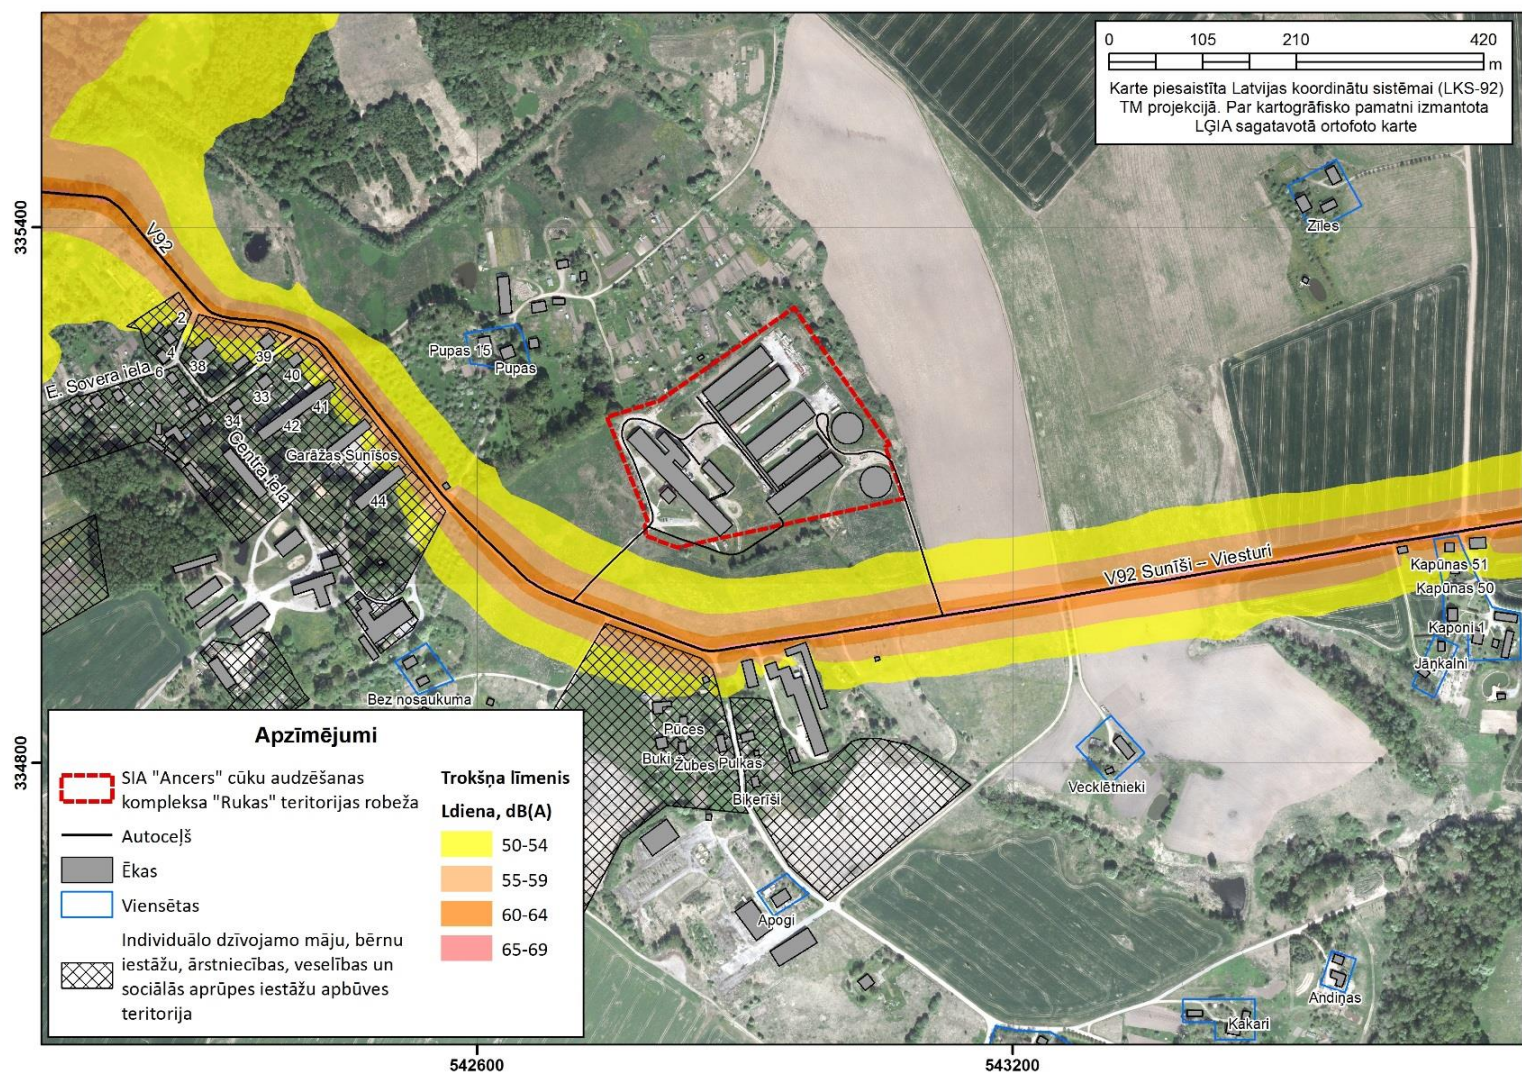 0 105 210 420
m
Karte piesaistīta Latvijas koordinātu sistēmai (LKS-92)
TM projekcijā. Par kartogrāfisko pamatni izmantota
LĢIA sagatavotā ortofoto karte
335400
334800
542600
543200
V92
Zīles
2
4
6
38
39
40
33
34
41
42
44
E. Sovera iela
Centra iela
Garāžas Sunīšos
Pupas 15
Pupas
V92 Sunīši – Viesturi
Kapūnas 51
Kapūnas 50
Kaponi 1
Jāņkalni
Bez nosaukuma
Pūces
Buki
Žubes
Pulkas
Biķerīši
Vecklētnieki
Apogi
Andiņas
Kakari
Apzīmējumi
SIA "Ancers" cūku audzēšanas
kompleksa "Rukas" teritorijas robeža
Autoceļš
Ēkas
Viensētas
Individuālo dzīvojamo māju, bērnu
iestāžu, ārstniecības, veselības un
sociālās aprūpes iestāžu apbūves
teritorija
Trokšņa līmenis
Ldiena, dB(A)
50-54
55-59
60-64
65-69